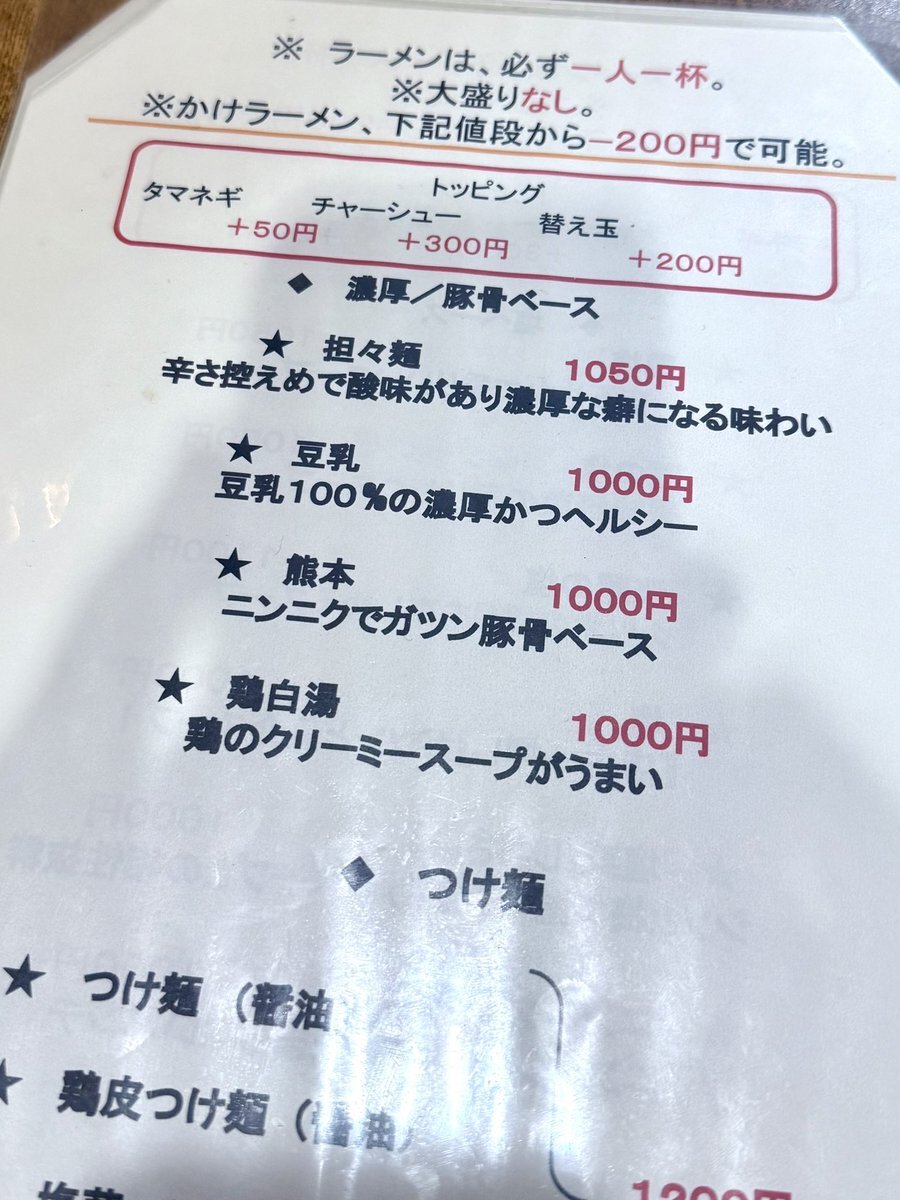 ※ ラーメンは、必ず一人一杯。
※大盛りなし。
※かけラーメン、下記値段から−200円で可能。
トッピング
タマネギ チャーシュー 替え玉
＋50円 ＋300円 ＋200円
◆ 濃厚／豚骨ベース
★ 担々麺 1050円
辛さ控えめで酸味があり濃厚な癖になる味わい
★ 豆乳 1000円
豆乳100％の濃厚かつヘルシー
★ 熊本 1000円
ニンニクでガツン豚骨ベース
★ 鶏白湯 1000円
鶏のクリーミースープがうまい
◆ つけ麺
★ つけ麺（醤油
★ 鶏皮つけ麺（醤油）
1200円